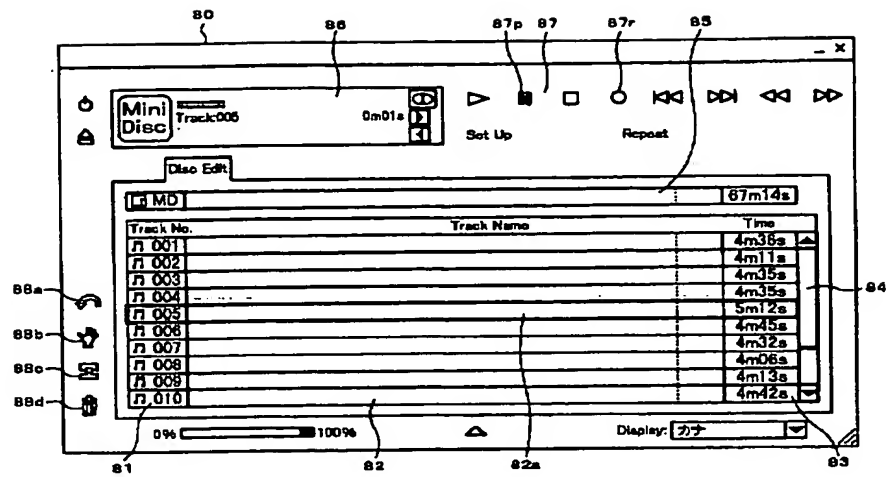 80 86 87p 87 87r 85
Mini Disc
Track:005 0m01s
Set Up Repeat
Disc Edit
MD 67m14s
Track No. Track Name Time
001 4m36s
002 4m11s
003 4m35s
004 4m35s
005 5m12s
006 4m45s
007 4m32s
008 4m06s
009 4m13s
010 4m42s
88a
88b
88c
88d
84
0% 100% Display: カナ
81 82 82a 83